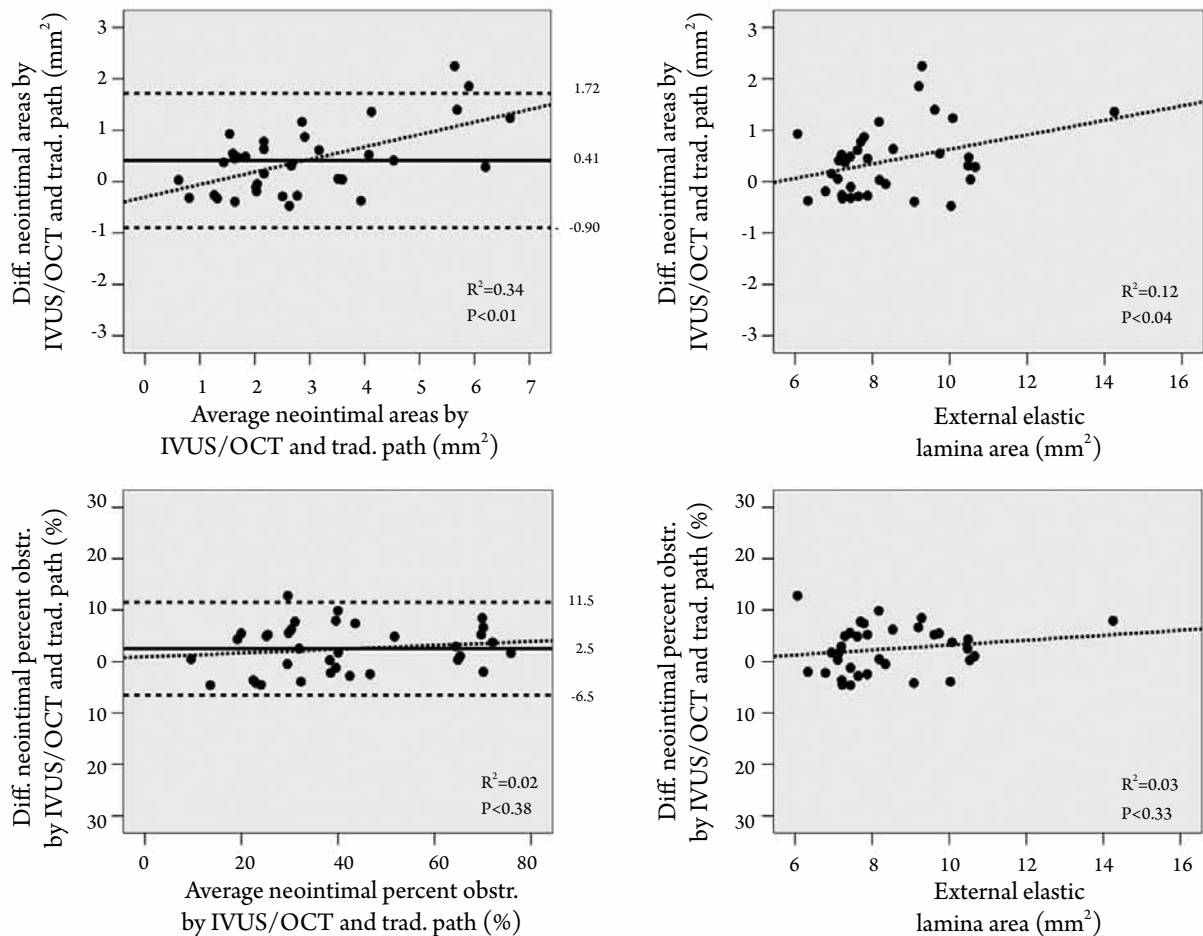 Diff. neointimal areas by
IVUS/OCT and trad. path (mm²)
3
2
1
0
-1
-2
-3
1.72
0.41
-0.90
R²=0.34
P<0.01
0 1 2 3 4 5 6 7
Average neointimal areas by
IVUS/OCT and trad. path (mm²)
Diff. neointimal areas by
IVUS/OCT and trad. path (mm²)
3
2
1
0
-1
-2
-3
R²=0.12
P<0.04
6 8 10 12 14 16
External elastic
lamina area (mm²)
Diff. neointimal percent obstr.
by IVUS/OCT and trad. path (%)
30
20
10
0
10
20
30
11.5
2.5
-6.5
R²=0.02
P<0.38
0 20 40 60 80
Average neointimal percent obstr.
by IVUS/OCT and trad. path (%)
Diff. neointimal percent obstr.
by IVUS/OCT and trad. path (%)
30
20
10
0
10
20
30
R²=0.03
P<0.33
6 8 10 12 14 16
External elastic
lamina area (mm²)